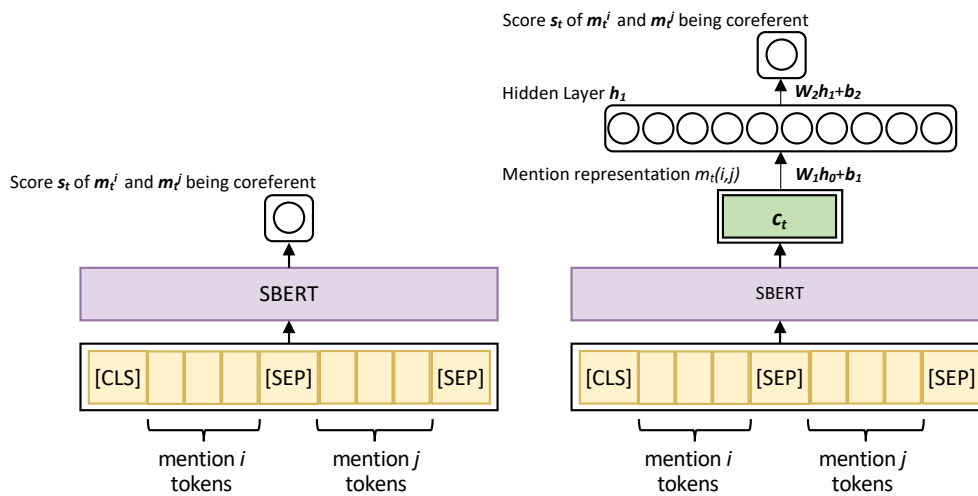 Score s_t of m_t^i and m_t^j being coreferent
SBERT
[CLS] [SEP] [SEP]
mention i tokens
mention j tokens
Score s_t of m_t^i and m_t^j being coreferent
W_2h_1+b_2
Hidden Layer h_1
Mention representation m_t(i,j)
W_1h_0+b_1
c_t
SBERT
[CLS] [SEP] [SEP]
mention i tokens
mention j tokens